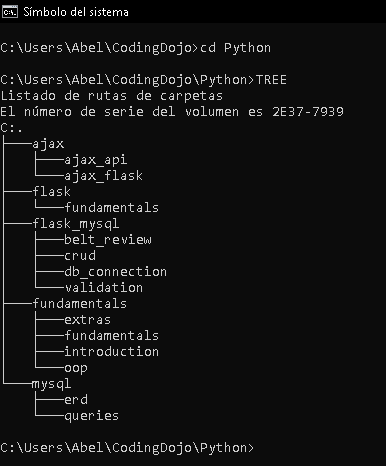 Símbolo del sistema
C:\Users\Abel\CodingDojo>cd Python
C:\Users\Abel\CodingDojo\Python>TREE
Listado de rutas de carpetas
El número de serie del volumen es 2E37-7939
C:.
├───ajax
│   ├───ajax_api
│   └───ajax_flask
├───flask
│   └───fundamentals
├───flask_mysql
│   ├───belt_review
│   ├───crud
│   ├───db_connection
│   └───validation
├───fundamentals
│   ├───extras
│   ├───fundamentals
│   ├───introduction
│   └───oop
└───mysql
    ├───erd
    └───queries
C:\Users\Abel\CodingDojo\Python>